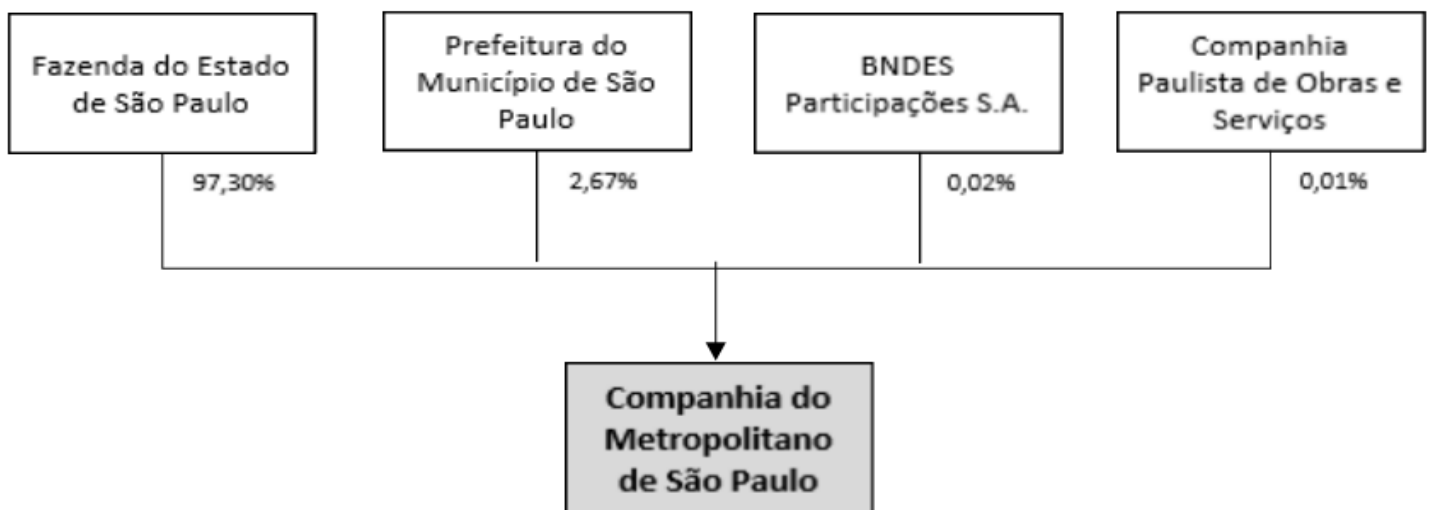 Fazenda do Estado
de São Paulo
Prefeitura do
Município de São
Paulo
BNDES
Participações S.A.
Companhia
Paulista de Obras e
Serviços
97,30%
2,67%
0,02%
0,01%
Companhia do
Metropolitano
de São Paulo